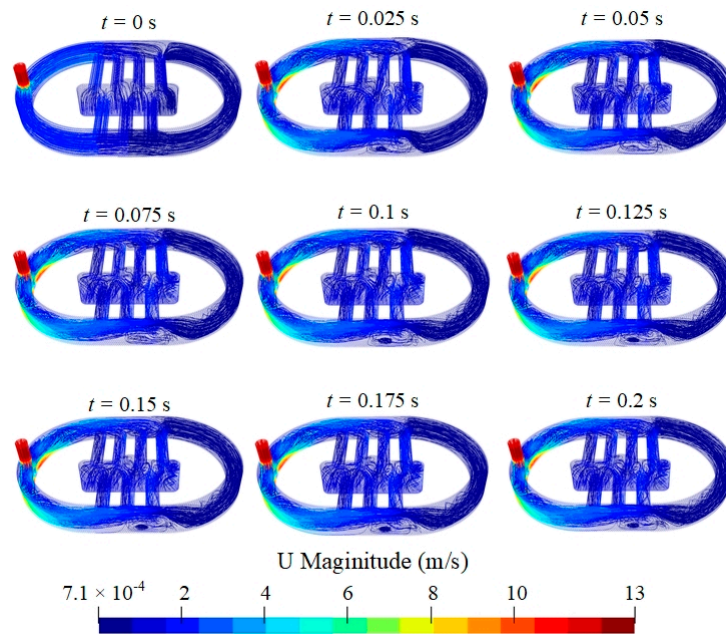 t = 0 s
t = 0.025 s
t = 0.05 s
t = 0.075 s
t = 0.1 s
t = 0.125 s
t = 0.15 s
t = 0.175 s
t = 0.2 s
U Maginitude (m/s)
7.1 × 10⁻⁴ 2 4 6 8 10 13